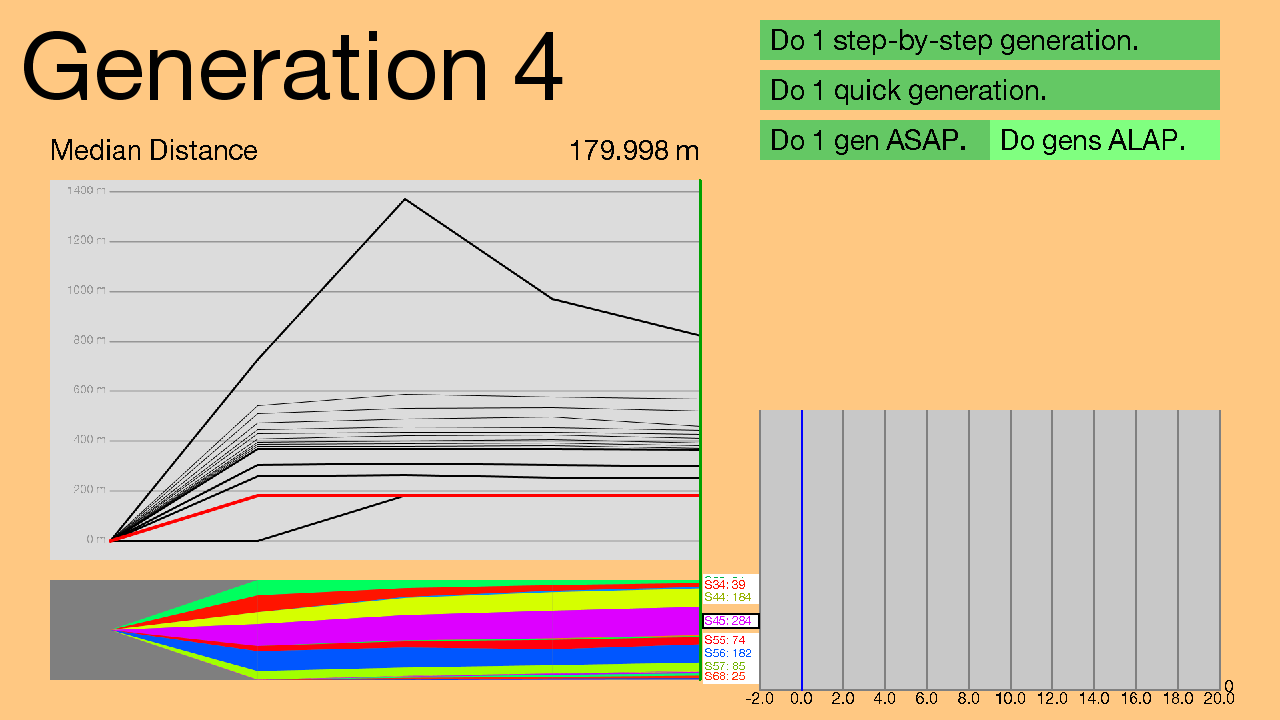 Generation 4
Do 1 step-by-step generation.
Do 1 quick generation.
Do 1 gen ASAP. Do gens ALAP.
Median Distance 179.998 m
1400 m
1200 m
1000 m
800 m
600 m
400 m
200 m
0 m
S34: 39
S44: 184
S45: 284
S55: 74
S56: 182
S57: 85
S68: 25
0
-2.0 0.0 2.0 4.0 6.0 8.0 10.0 12.0 14.0 16.0 18.0 20.0